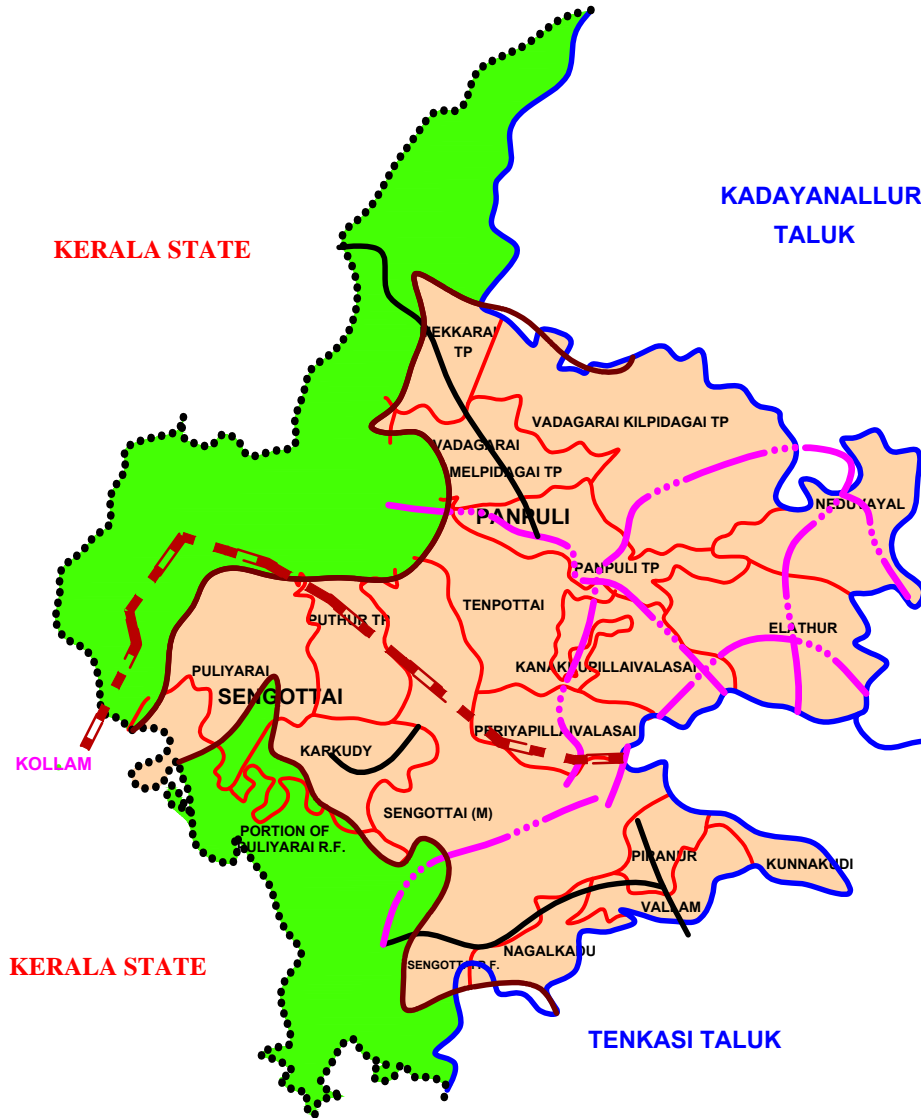 KADAYANALLUR
TALUK
KERALA STATE
TP
VADAGARAI KILPIDAGAI TP
VADAGARAI
MELPIDAGAI TP
NEDUVAYAL
PANPULI
PANPULI TP
TENPOTTAI
PUTHUR TP
ELATHUR
KANAKKUPILLAIVALASAI
PULIYARAI
SENGOTTAI
PERIYAPILLAIVALASAI
KARKUDY
KOLLAM
SENGOTTAI (M)
PORTION OF
PULIYARAI R.F.
PIRANUR
KUNNAKUDI
VALLAM
NAGALKADU
KERALA STATE
TENKASI TALUK